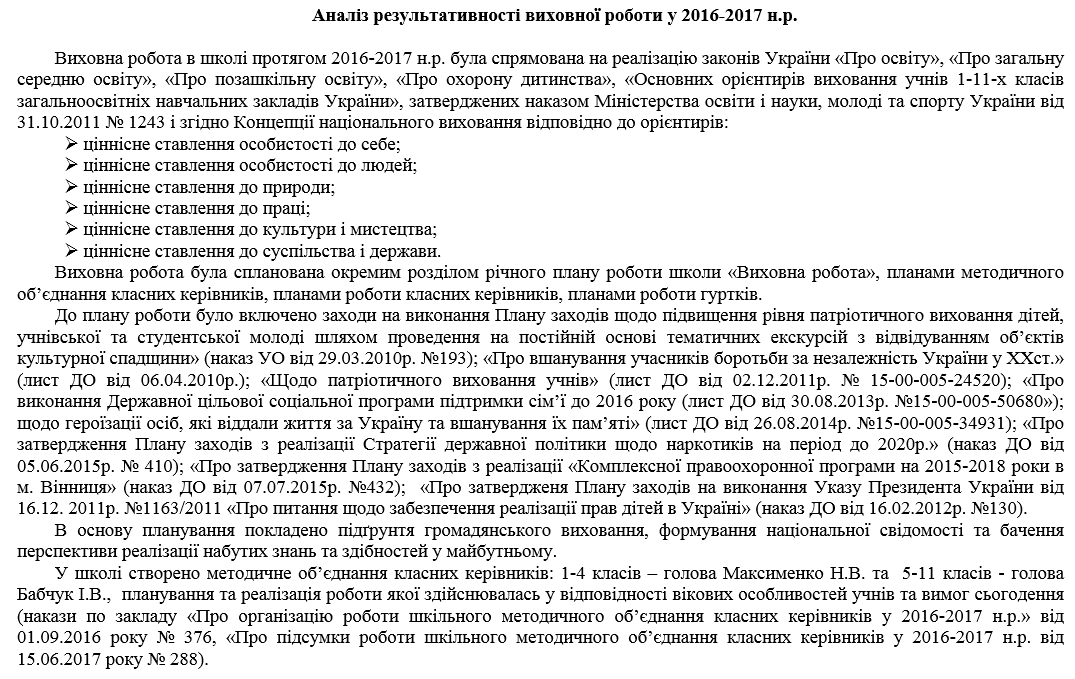 Аналіз результативності виховної роботи у 2016-2017 н.р.
Виховна робота в школі протягом 2016-2017 н.р. була спрямована на реалізацію законів України «Про освіту», «Про загальну
середню освіту», «Про позашкільну освіту», «Про охорону дитинства», «Основних орієнтирів виховання учнів 1-11-х класів
загальноосвітніх навчальних закладів України», затверджених наказом Міністерства освіти і науки, молоді та спорту України від
31.10.2011 № 1243 і згідно Концепції національного виховання відповідно до орієнтирів:
➢ ціннісне ставлення особистості до себе;
➢ ціннісне ставлення особистості до людей;
➢ ціннісне ставлення до природи;
➢ ціннісне ставлення до праці;
➢ ціннісне ставлення до культури і мистецтва;
➢ ціннісне ставлення до суспільства і держави.
Виховна робота була спланована окремим розділом річного плану роботи школи «Виховна робота», планами методичного
об’єднання класних керівників, планами роботи класних керівників, планами роботи гуртків.
До плану роботи було включено заходи на виконання Плану заходів щодо підвищення рівня патріотичного виховання дітей,
учнівської та студентської молоді шляхом проведення на постійній основі тематичних екскурсій з відвідуванням об’єктів
культурної спадщини» (наказ УО від 29.03.2010р. №193); «Про вшанування учасників боротьби за незалежність України у ХХст.»
(лист ДО від 06.04.2010р.); «Щодо патріотичного виховання учнів» (лист ДО від 02.12.2011р. № 15-00-005-24520); «Про
виконання Державної цільової соціальної програми підтримки сім’ї до 2016 року (лист ДО від 30.08.2013р. №15-00-005-50680»);
щодо героїзації осіб, які віддали життя за Україну та вшанування їх пам’яті» (лист ДО від 26.08.2014р. №15-00-005-34931); «Про
затвердження Плану заходів з реалізації Стратегії державної політики щодо наркотиків на період до 2020р.» (наказ ДО від
05.06.2015р. № 410); «Про затвердження Плану заходів з реалізації «Комплексної правоохоронної програми на 2015-2018 роки в
м. Вінниця» (наказ ДО від 07.07.2015р. №432); «Про затвердженя Плану заходів на виконання Указу Президента України від
16.12. 2011р. №1163/2011 «Про питання щодо забезпечення реалізації прав дітей в Україні» (наказ ДО від 16.02.2012р. №130).
В основу планування покладено підґрунтя громадянського виховання, формування національної свідомості та бачення
перспективи реалізації набутих знань та здібностей у майбутньому.
У школі створено методичне об’єднання класних керівників: 1-4 класів – голова Максименко Н.В. та 5-11 класів - голова
Бабчук І.В., планування та реалізація роботи якої здійснювалась у відповідності вікових особливостей учнів та вимог сьогодення
(накази по закладу «Про організацію роботи шкільного методичного об’єднання класних керівників у 2016-2017 н.р.» від
01.09.2016 року № 376, «Про підсумки роботи шкільного методичного об’єднання класних керівників у 2016-2017 н.р. від
15.06.2017 року № 288).